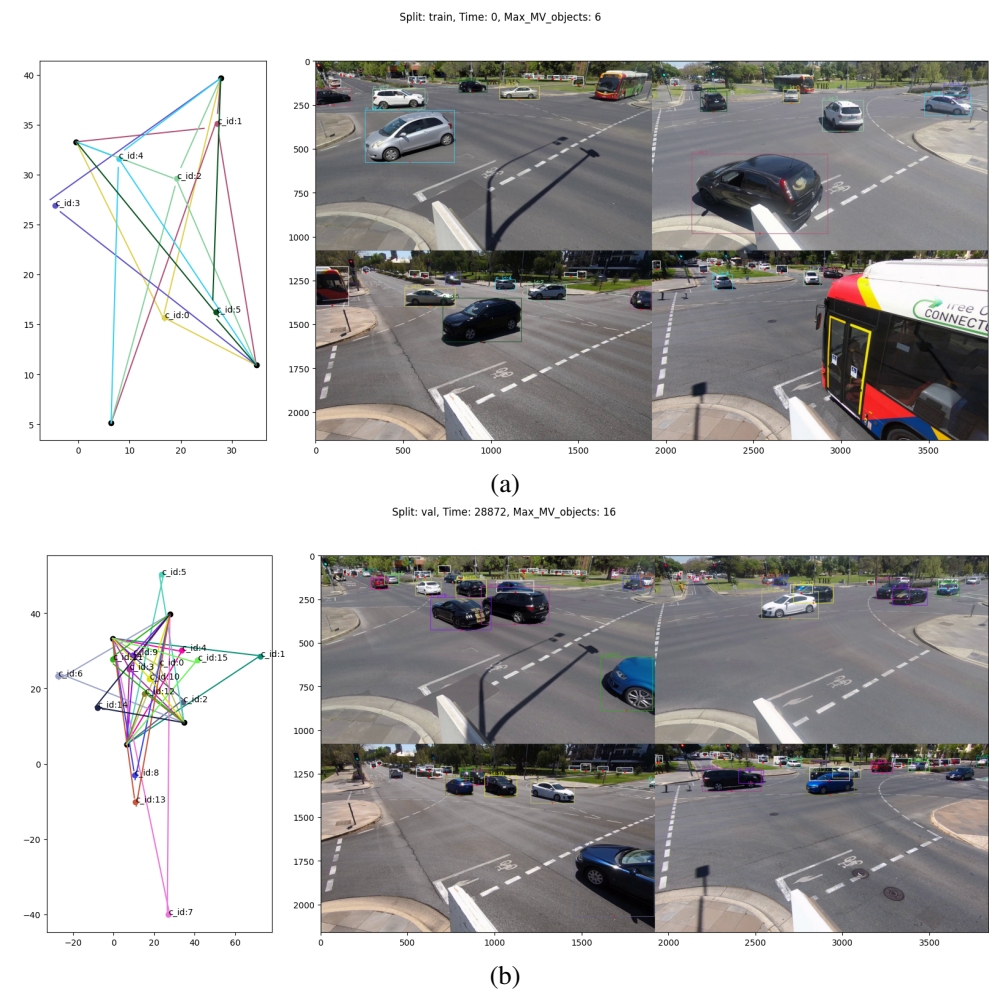 Split: train, Time: 0, Max_MV_objects: 6
40
35
30
25
20
15
10
5
0
10
20
30
c_id:1
c_id:4
c_id:2
c_id:3
c_id:5
c_id:0
0
250
500
750
1000
1250
1500
1750
2000
0
500
1000
1500
2000
2500
3000
3500
CONNECTO
(a)
Split: val, Time: 28872, Max_MV_objects: 16
40
20
0
−20
−40
−20
0
20
40
60
c_id:5
c_id:9
c_id:4
c_id:1
c_id:15
c_id:3
c_id:0
c_id:6
c_id:10
c_id:12
c_id:2
c_id:14
c_id:8
c_id:13
c_id:7
0
250
500
750
1000
1250
1500
1750
2000
0
500
1000
1500
2000
2500
3000
3500
(b)